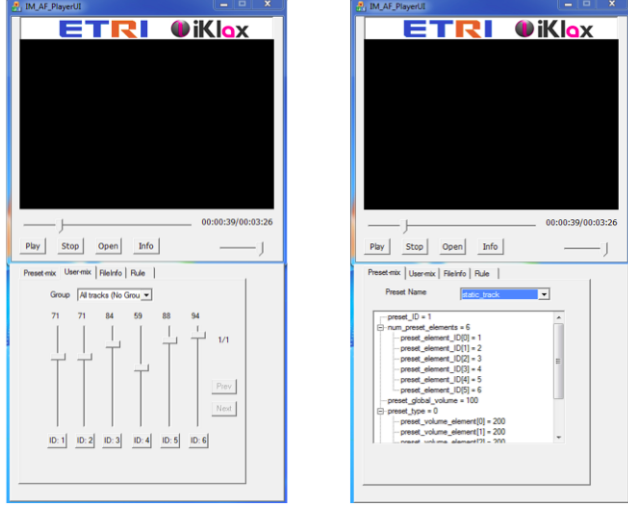 IM_AF_PlayerUI
ETRI iKlax
00:00:39/00:03:26
Play Stop Open Info
Preset-mix User-mix FileInfo Rule
Group All tracks (No Grou
71 71 84 59 88 94
1/1
Prev
Next
ID: 1 ID: 2 ID: 3 ID: 4 ID: 5 ID: 6
IM_AF_PlayerUI
ETRI iKlax
00:00:39/00:03:26
Play Stop Open Info
Preset-mix User-mix FileInfo Rule
Preset Name static_track
preset_ID = 1
num_preset_elements = 6
preset_element_ID[0] = 1
preset_element_ID[1] = 2
preset_element_ID[2] = 3
preset_element_ID[3] = 4
preset_element_ID[4] = 5
preset_element_ID[5] = 6
preset_global_volume = 100
preset_type = 0
preset_volume_element[0] = 200
preset_volume_element[1] = 200
preset_volume_element[2] = 200